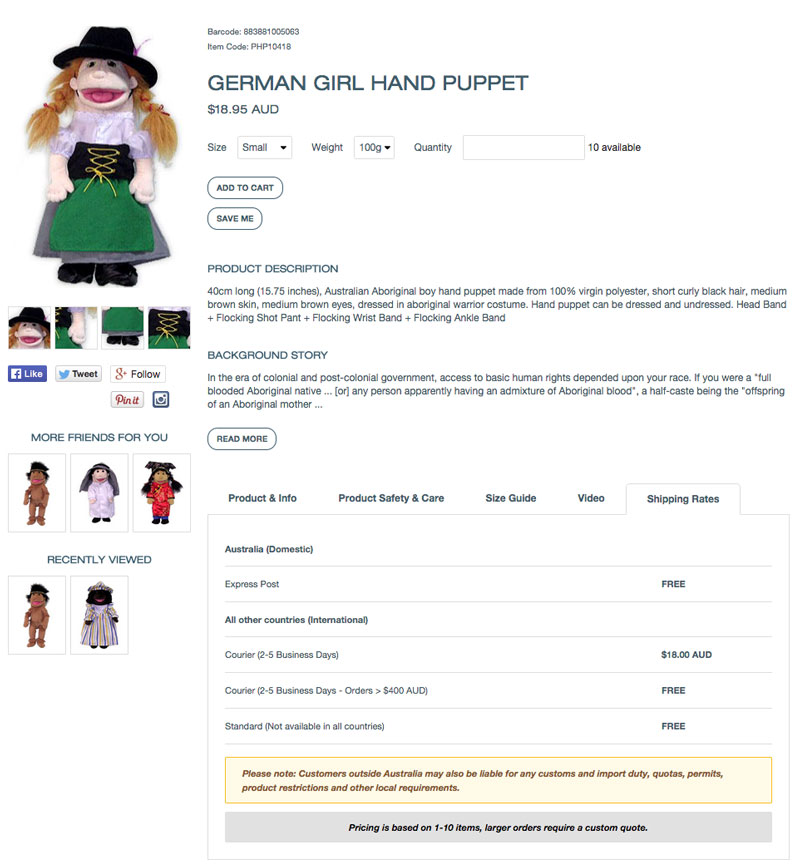 Barcode: 883881005063
Item Code: PHP10418
GERMAN GIRL HAND PUPPET
$18.95 AUD
Size Small Weight 100g Quantity 10 available
ADD TO CART
SAVE ME
PRODUCT DESCRIPTION
40cm long (15.75 inches), Australian Aboriginal boy hand puppet made from 100% virgin polyester, short curly black hair, medium
brown skin, medium brown eyes, dressed in aboriginal warrior costume. Hand puppet can be dressed and undressed. Head Band
+ Flocking Shot Pant + Flocking Wrist Band + Flocking Ankle Band
BACKGROUND STORY
In the era of colonial and post-colonial government, access to basic human rights depended upon your race. If you were a "full
blooded Aboriginal native ... [or] any person apparently having an admixture of Aboriginal blood", a half-caste being the "offspring
of an Aboriginal mother ...
READ MORE
Like Tweet Follow
Pin it
MORE FRIENDS FOR YOU
RECENTLY VIEWED
Product & Info Product Safety & Care Size Guide Video Shipping Rates
Australia (Domestic)
Express Post FREE
All other countries (International)
Courier (2-5 Business Days) $18.00 AUD
Courier (2-5 Business Days - Orders > $400 AUD) FREE
Standard (Not available in all countries) FREE
Please note: Customers outside Australia may also be liable for any customs and import duty, quotas, permits,
product restrictions and other local requirements.
Pricing is based on 1-10 items, larger orders require a custom quote.